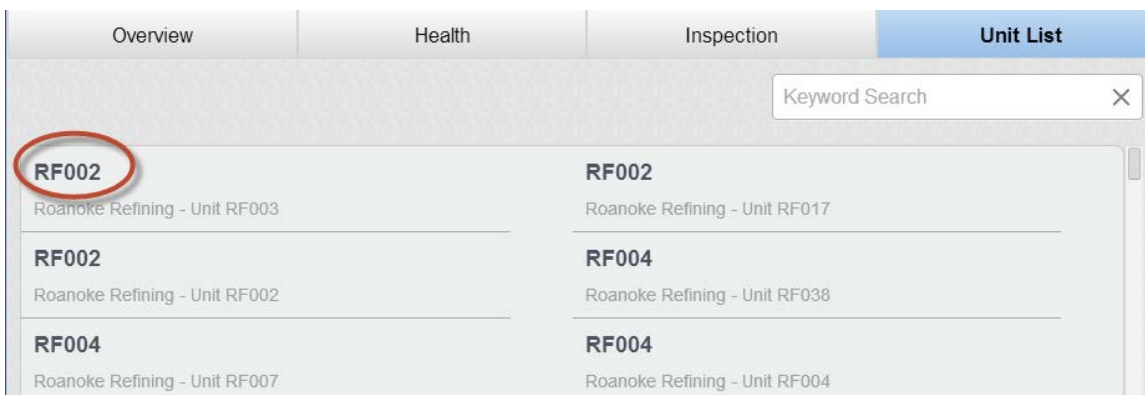 Overview Health Inspection Unit List
Keyword Search
RF002 RF002
Roanoke Refining - Unit RF003 Roanoke Refining - Unit RF017
RF002 RF004
Roanoke Refining - Unit RF002 Roanoke Refining - Unit RF038
RF004 RF004
Roanoke Refining - Unit RF007 Roanoke Refining - Unit RF004